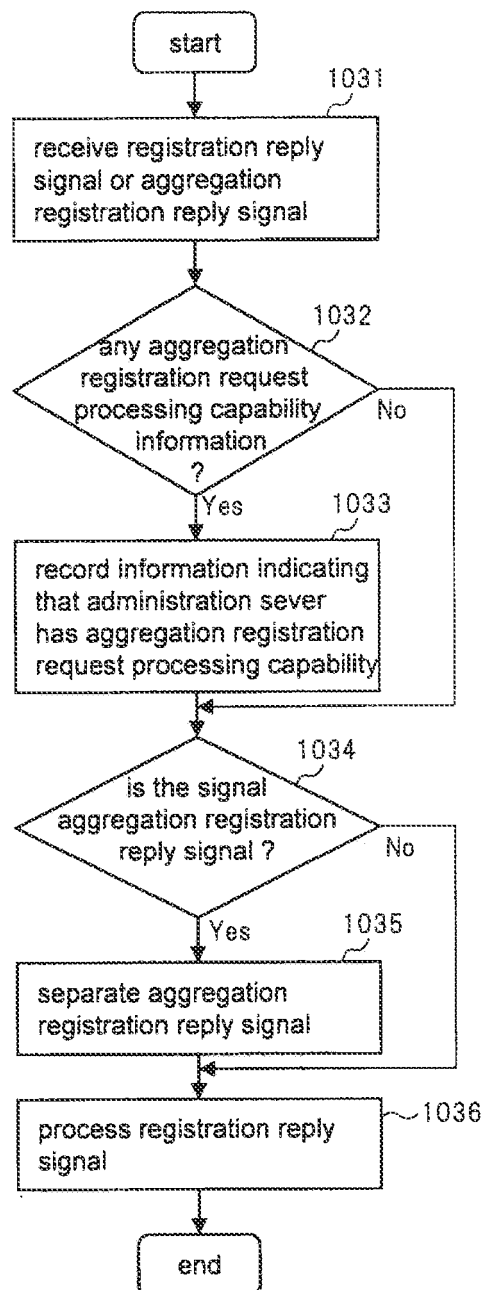 start
1031
receive registration reply
signal or aggregation
registration reply signal
1032
any aggregation
registration request
processing capability
information
?
No
Yes
1033
record information indicating
that administration sever
has aggregation registration
request processing capability
1034
is the signal
aggregation registration
reply signal ?
No
Yes
1035
separate aggregation
registration reply signal
process registration reply
signal
1036
end